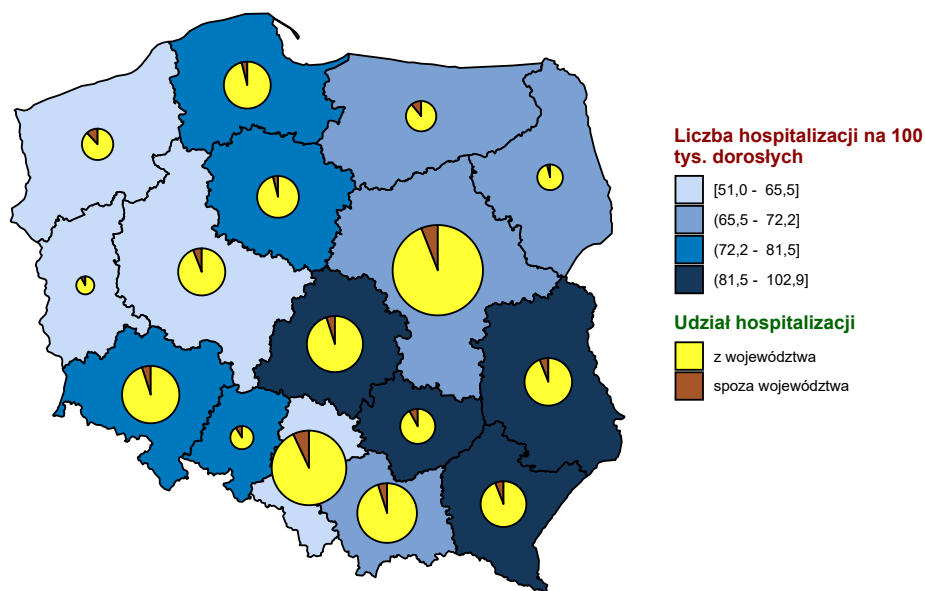 Liczba hospitalizacji na 100
tys. dorosłych
[51,0 - 65,5]
(65,5 - 72,2]
(72,2 - 81,5]
(81,5 - 102,9]
Udział hospitalizacji
z województwa
spoza województwa